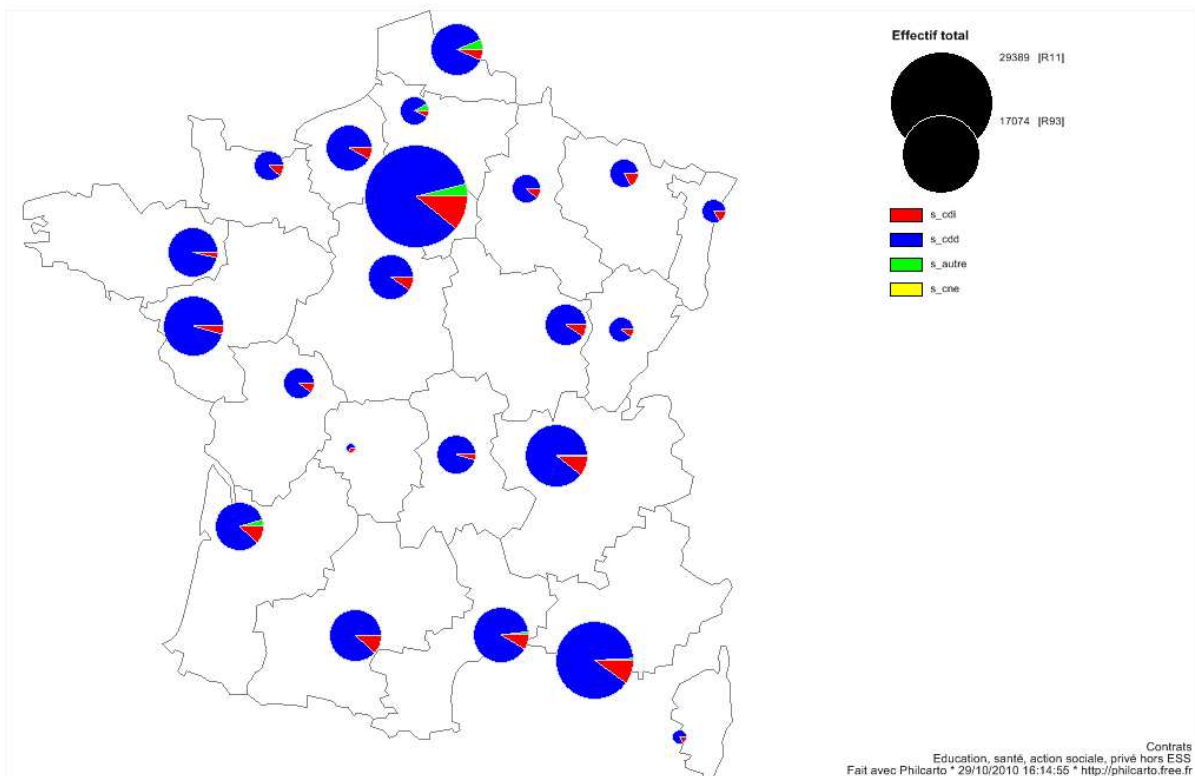 Effectif total
29389 [R11]
17074 [R93]
s_cdi
s_cdd
s_autre
s_cne
Contrats
Education, santé, action sociale, privé hors ESS
Fait avec Philcarto * 29/10/2010 16:14:55 * http://philcarto.free.fr